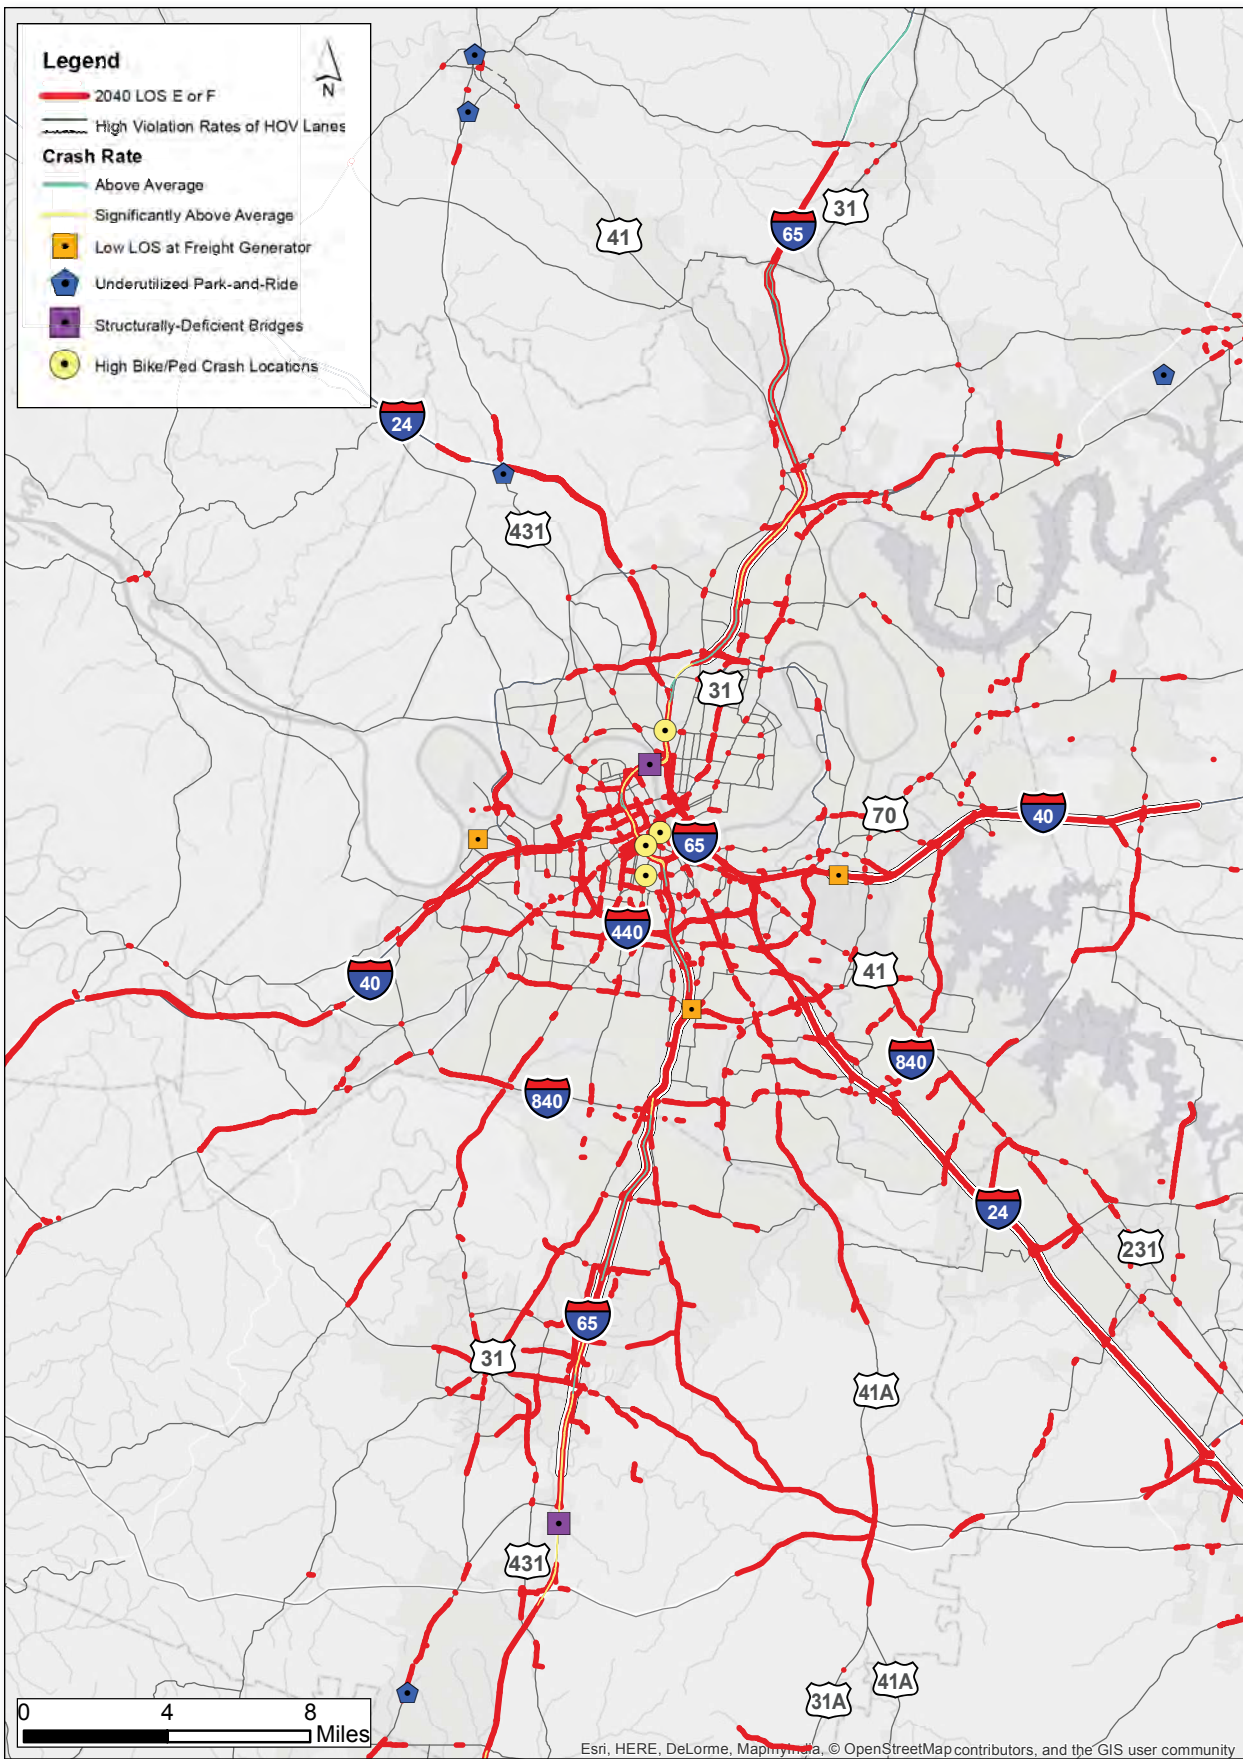 Legend
N
2040 LOS E or F
High Violation Rates of HOV Lanes
Crash Rate
Above Average
Significantly Above Average
Low LOS at Freight Generator
Underutilized Park-and-Ride
Structurally-Deficient Bridges
High Bike/Ped Crash Locations
31
41
65
24
431
31
70
40
65
440
41
40
840
840
24
231
65
31
41A
431
41A
31A
0 4 8
Miles
Esri, HERE, DeLorme, MapmyIndia, © OpenStreetMap contributors, and the GIS user community